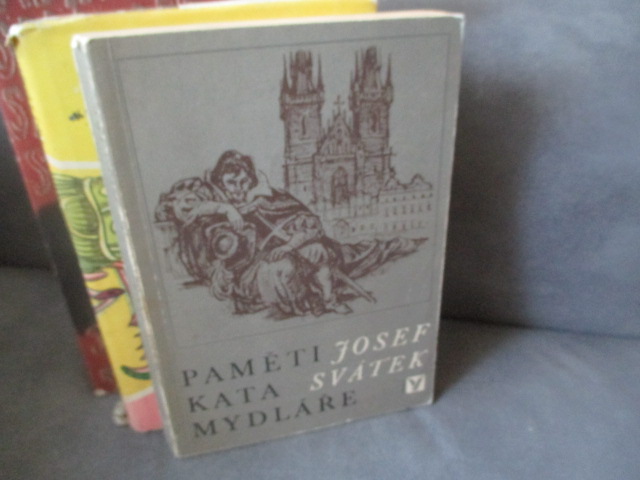 PAMĚTI JOSEF
KATA SVÁTEK
MYDLÁŘE V